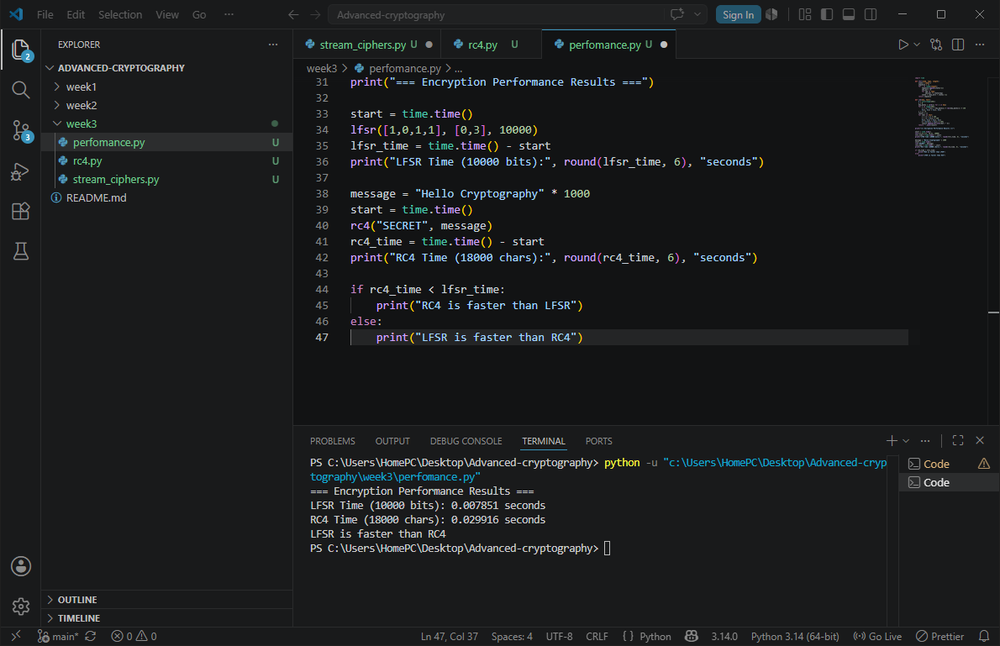 File Edit Selection View Go ··· Advanced-cryptography Sign In
EXPLORER ···
ADVANCED-CRYPTOGRAPHY
week1
week2
week3
perfomance.py U
rc4.py U
stream_ciphers.py U
README.md
OUTLINE
TIMELINE
2
3
stream_ciphers.py U
rc4.py U
perfomance.py U
week3 > perfomance.py > ...
31 print("=== Encryption Performance Results ===")
32
33 start = time.time()
34 lfsr([1,0,1,1], [0,3], 10000)
35 lfsr_time = time.time() - start
36 print("LFSR Time (10000 bits):", round(lfsr_time, 6), "seconds")
37
38 message = "Hello Cryptography" * 1000
39 start = time.time()
40 rc4("SECRET", message)
41 rc4_time = time.time() - start
42 print("RC4 Time (18000 chars):", round(rc4_time, 6), "seconds")
43
44 if rc4_time < lfsr_time:
45     print("RC4 is faster than LFSR")
46 else:
47     print("LFSR is faster than RC4")
PROBLEMS OUTPUT DEBUG CONSOLE TERMINAL PORTS
PS C:\Users\HomePC\Desktop\Advanced-cryptography> python -u "c:\Users\HomePC\Desktop\Advanced-cryp
tography\week3\perfomance.py"
=== Encryption Performance Results ===
LFSR Time (10000 bits): 0.007851 seconds
RC4 Time (18000 chars): 0.029916 seconds
LFSR is faster than RC4
PS C:\Users\HomePC\Desktop\Advanced-cryptography>
Code
Code
main* 0 0 Ln 47, Col 37 Spaces: 4 UTF-8 CRLF { } Python 3.14.0 Python 3.14 (64-bit) Go Live Prettier